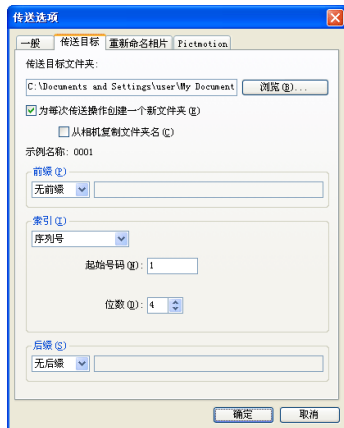 传送选项
一般 传送目标 重新命名相片 Pictmotion
传送目标文件夹:
C:\Documents and Settings\user\My Document 浏览(B)...
为每次传送操作创建一个新文件夹(E)
从相机复制文件夹名(C)
示例名称: 0001
前缀(P)
无前缀
索引(I)
序列号
起始号码(N): 1
位数(D): 4
后缀(S)
无后缀
确定 取消